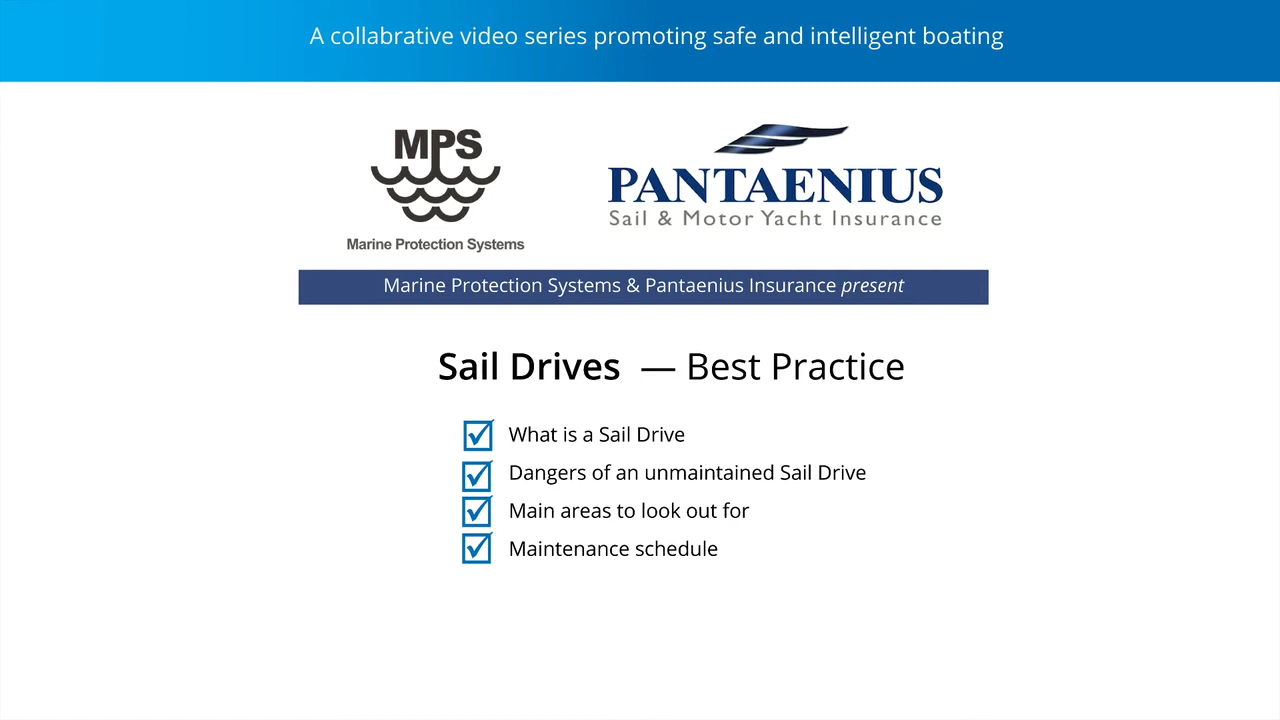 A collabrative video series promoting safe and intelligent boating
MPS
Marine Protection Systems
PANTAENIUS
Sail & Motor Yacht Insurance
Marine Protection Systems & Pantaenius Insurance present
Sail Drives — Best Practice
What is a Sail Drive
Dangers of an unmaintained Sail Drive
Main areas to look out for
Maintenance schedule